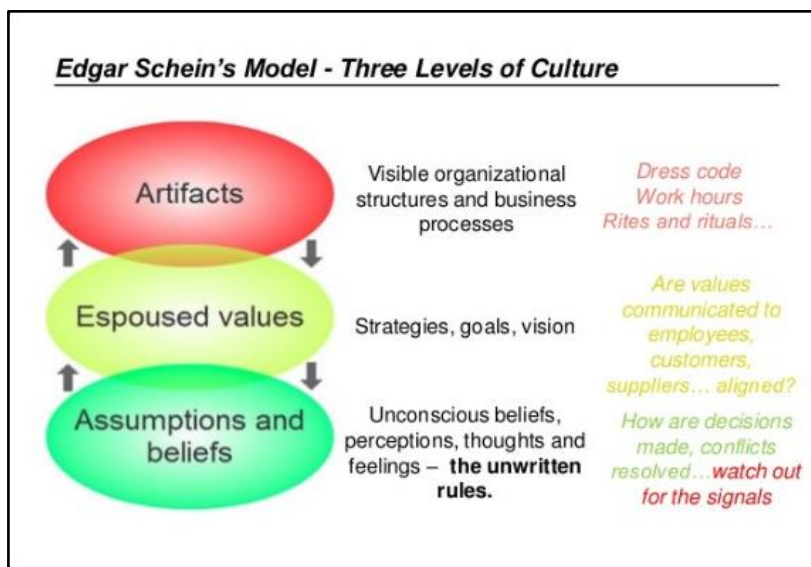 Edgar Schein's Model - Three Levels of Culture
Artifacts
Visible organizational
structures and business
processes
Dress code
Work hours
Rites and rituals…
Espoused values
Strategies, goals, vision
Are values
communicated to
employees,
customers,
suppliers… aligned?
Assumptions and
beliefs
Unconscious beliefs,
perceptions, thoughts and
feelings – the unwritten
rules.
How are decisions
made, conflicts
resolved…watch out
for the signals